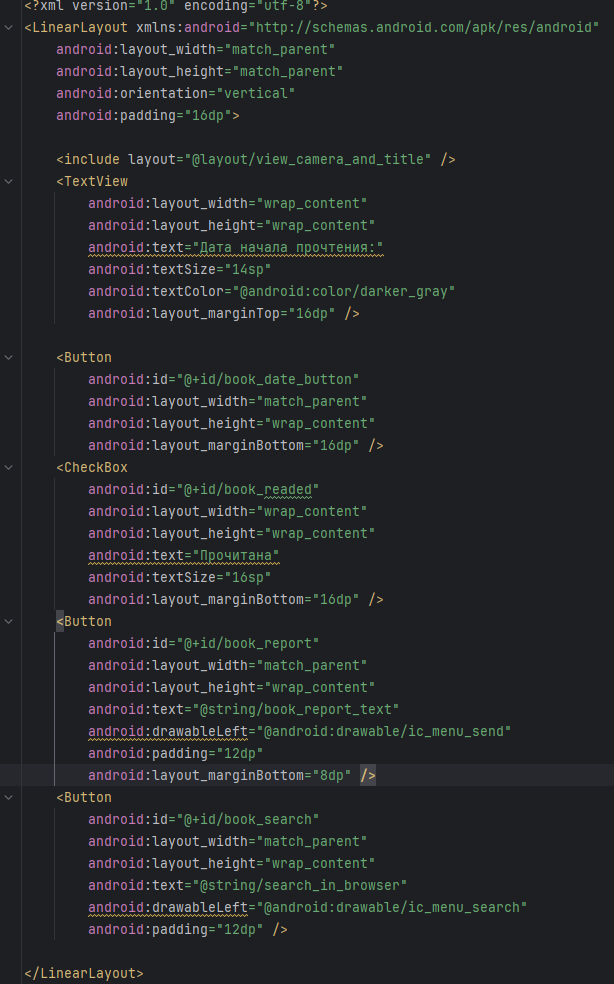 <?xml version="1.0" encoding="utf-8"?>
<LinearLayout xmlns:android="http://schemas.android.com/apk/res/android"
    android:layout_width="match_parent"
    android:layout_height="match_parent"
    android:orientation="vertical"
    android:padding="16dp">

    <include layout="@layout/view_camera_and_title" />
    <TextView
        android:layout_width="wrap_content"
        android:layout_height="wrap_content"
        android:text="Дата начала прочтения:"
        android:textSize="14sp"
        android:textColor="@android:color/darker_gray"
        android:layout_marginTop="16dp" />

    <Button
        android:id="@+id/book_date_button"
        android:layout_width="match_parent"
        android:layout_height="wrap_content"
        android:layout_marginBottom="16dp" />
    <CheckBox
        android:id="@+id/book_readed"
        android:layout_width="wrap_content"
        android:layout_height="wrap_content"
        android:text="Прочитана"
        android:textSize="16sp"
        android:layout_marginBottom="16dp" />
    <Button
        android:id="@+id/book_report"
        android:layout_width="match_parent"
        android:layout_height="wrap_content"
        android:text="@string/book_report_text"
        android:drawableLeft="@android:drawable/ic_menu_send"
        android:padding="12dp"
        android:layout_marginBottom="8dp" />
    <Button
        android:id="@+id/book_search"
        android:layout_width="match_parent"
        android:layout_height="wrap_content"
        android:text="@string/search_in_browser"
        android:drawableLeft="@android:drawable/ic_menu_search"
        android:padding="12dp" />

</LinearLayout>